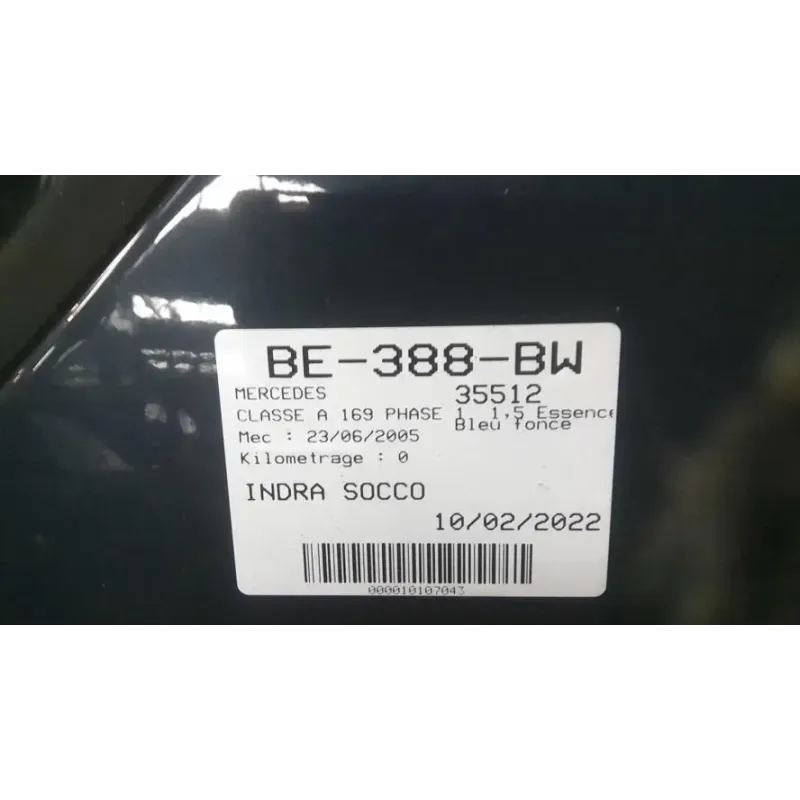 BE-388-BW
MERCEDES 35512
CLASSE A 169 PHASE 1 1,5 Essence
Bleu fonce
Mec : 23/06/2005
Kilometrage : 0
INDRA SOCCO
10/02/2022
000010107043